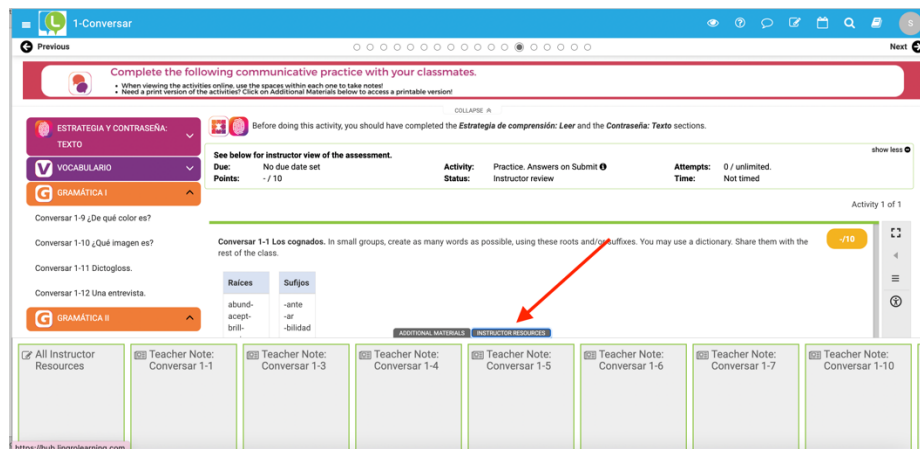 1-Conversar
S
Previous
Next
Complete the following communicative practice with your classmates.
• When viewing the activities online, use the spaces within each one to take notes!
• Need a print version of the activities? Click on Additional Materials below to access a printable version!
COLLAPSE
ESTRATEGIA Y CONTRASEÑA: TEXTO
VOCABULARIO
GRAMÁTICA I
Conversar 1-9 ¿De qué color es?
Conversar 1-10 ¿Qué imagen es?
Conversar 1-11 Dictogloss.
Conversar 1-12 Una entrevista.
GRAMÁTICA II
Before doing this activity, you should have completed the Estrategia de comprensión: Leer and the Contraseña: Texto sections.
show less
See below for instructor view of the assessment.
Due: No due date set Activity: Practice. Answers on Submit Attempts: 0 / unlimited.
Points: - / 10 Status: Instructor review Time: Not timed
Activity 1 of 1
Conversar 1-1 Los cognados. In small groups, create as many words as possible, using these roots and/or suffixes. You may use a dictionary. Share them with the
rest of the class.
-/10
Raíces Sufijos
abund- -ante
acept- -ar
brill- -bilidad
ADDITIONAL MATERIALS INSTRUCTOR RESOURCES
All Instructor Resources
Teacher Note: Conversar 1-1
Teacher Note: Conversar 1-3
Teacher Note: Conversar 1-4
Teacher Note: Conversar 1-5
Teacher Note: Conversar 1-6
Teacher Note: Conversar 1-7
Teacher Note: Conversar 1-10
https://hub.lingrolearning.com